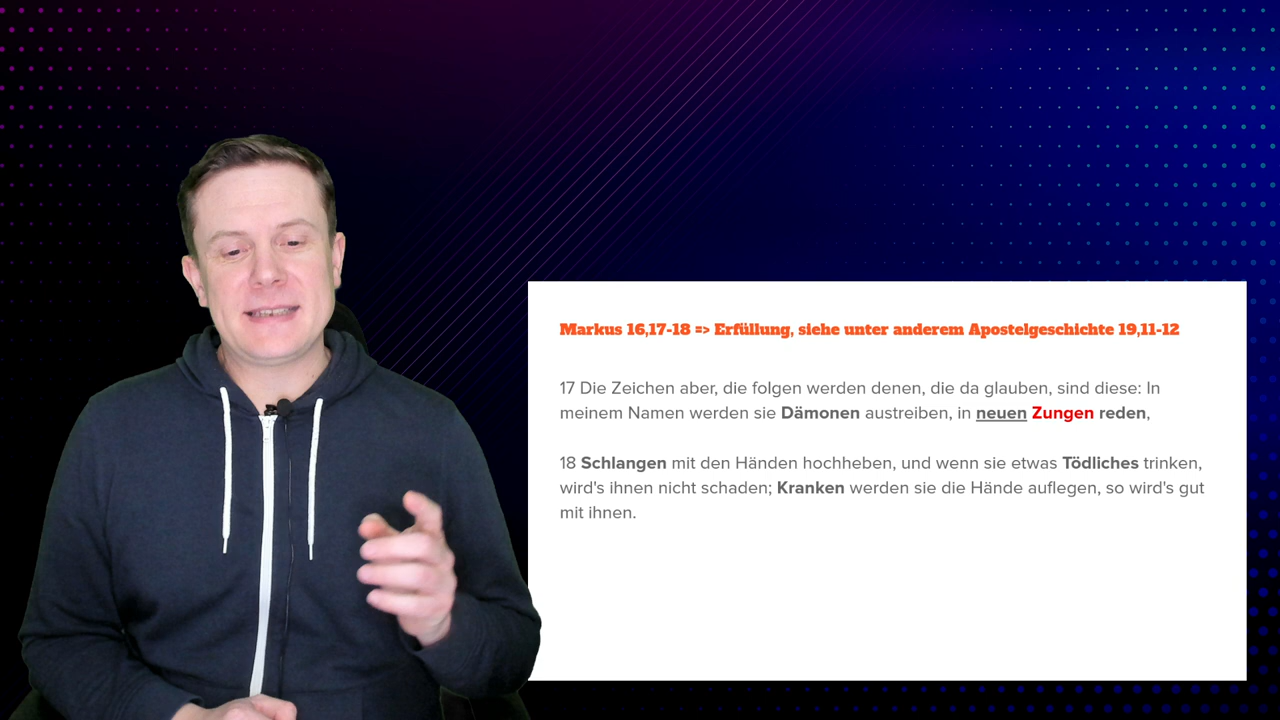 Markus 16,17-18 => Erfüllung, siehe unter anderem Apostelgeschichte 19,11-12
17 Die Zeichen aber, die folgen werden denen, die da glauben, sind diese: In
meinem Namen werden sie Dämonen austreiben, in neuen Zungen reden,
18 Schlangen mit den Händen hochheben, und wenn sie etwas Tödliches trinken,
wird's ihnen nicht schaden; Kranken werden sie die Hände auflegen, so wird's gut
mit ihnen.